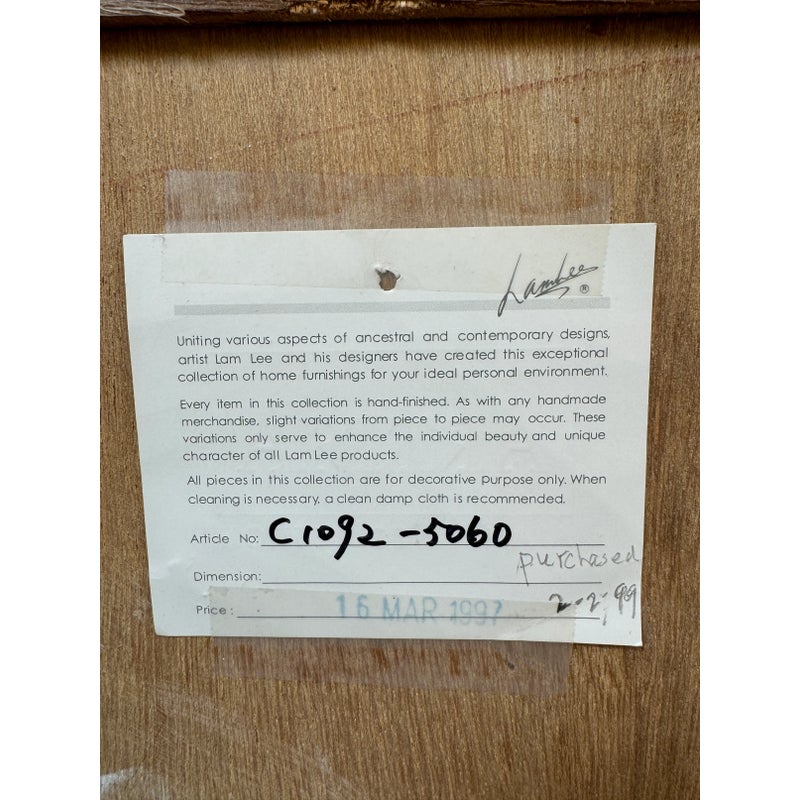 LamLee ®
Uniting various aspects of ancestral and contemporary designs,
artist Lam Lee and his designers have created this exceptional
collection of home furnishings for your ideal personal environment.
Every item in this collection is hand-finished. As with any handmade
merchandise, slight variations from piece to piece may occur. These
variations only serve to enhance the individual beauty and unique
character of all Lam Lee products.
All pieces in this collection are for decorative purpose only. When
cleaning is necessary, a clean damp cloth is recommended.
Article No: C1092-5060
purchased
Dimension:
2-2-99
Price : 16 MAR 1997